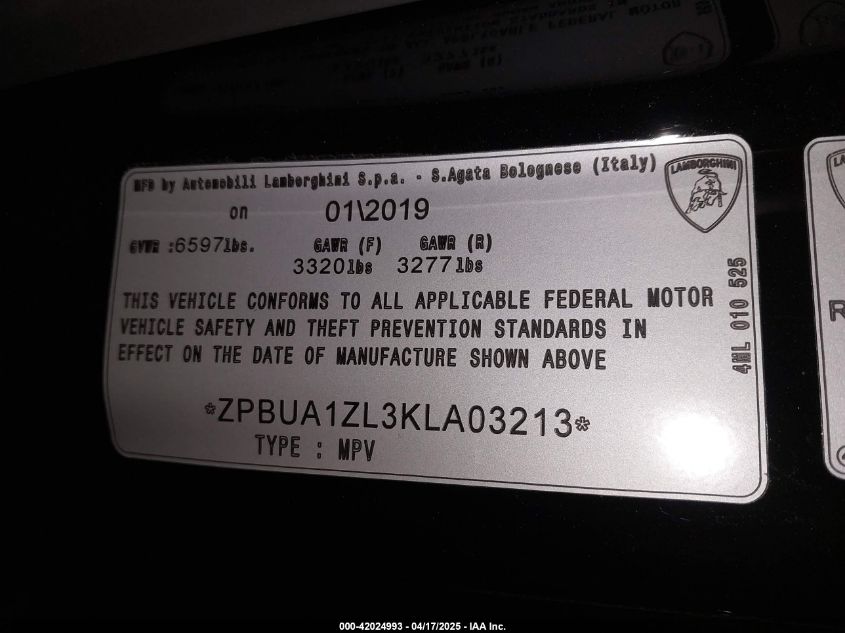 MFD by Automobili Lamborghini S.p.a. - S.Agata Bolognese (Italy)
LAMBORGHINI
on 01\2019
GVWR :6597lbs. GAWR (F) GAWR (R)
3320lbs 3277lbs
THIS VEHICLE CONFORMS TO ALL APPLICABLE FEDERAL MOTOR
VEHICLE SAFETY AND THEFT PREVENTION STANDARDS IN
EFFECT ON THE DATE OF MANUFACTURE SHOWN ABOVE
4ML 010 525
*ZPBUA1ZL3KLA03213*
TYPE : MPV
000-42024993 - 04/17/2025 - IAA Inc.